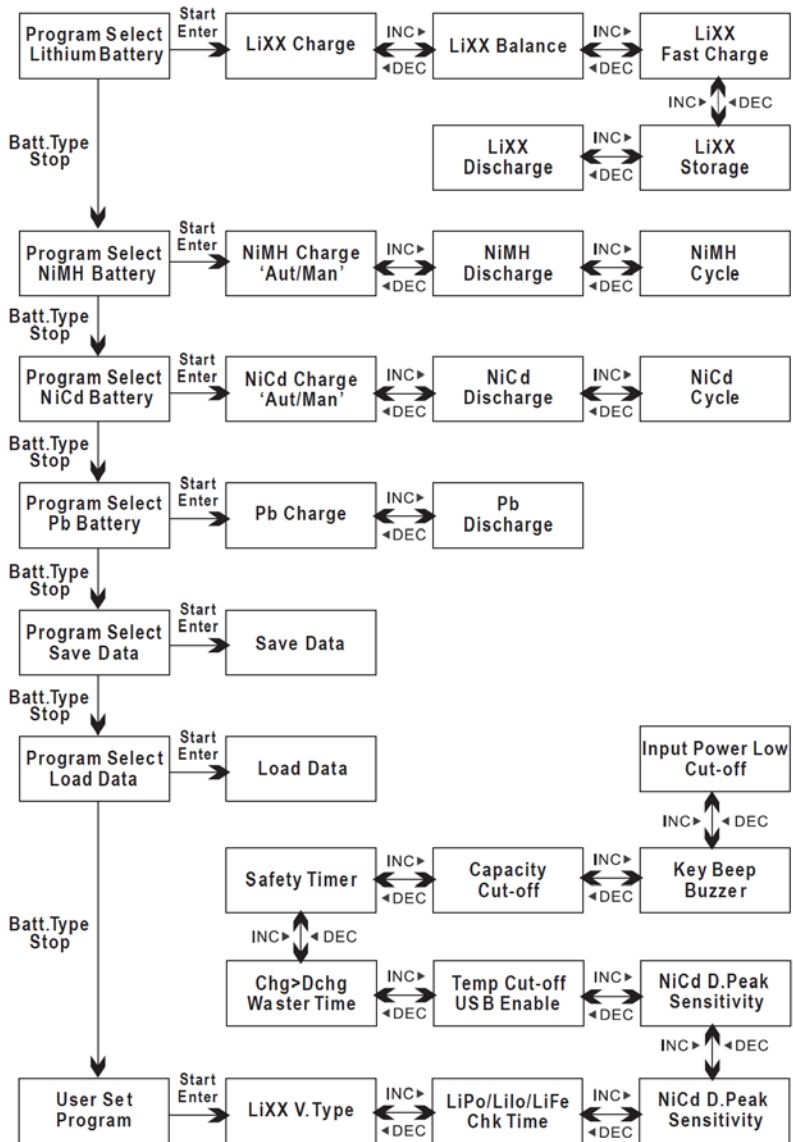 Start
Enter
Program Select
Lithium Battery
LiXX Charge
INC►
◄DEC
LiXX Balance
INC►
◄DEC
LiXX
Fast Charge
INC► ◄DEC
Batt.Type
Stop
LiXX
Discharge
INC►
◄DEC
LiXX
Storage
Start
Enter
Program Select
NiMH Battery
NiMH Charge
‘Aut/Man’
INC►
◄DEC
NiMH
Discharge
INC►
◄DEC
NiMH
Cycle
Batt.Type
Stop
Start
Enter
Program Select
NiCd Battery
NiCd Charge
‘Aut/Man’
INC►
◄DEC
NiCd
Discharge
INC►
◄DEC
NiCd
Cycle
Batt.Type
Stop
Start
Enter
Program Select
Pb Battery
Pb Charge
INC►
◄DEC
Pb
Discharge
Batt.Type
Stop
Start
Enter
Program Select
Save Data
Save Data
Batt.Type
Stop
Start
Enter
Program Select
Load Data
Load Data
Input Power Low
Cut-off
INC► ◄DEC
Safety Timer
INC►
◄DEC
Capacity
Cut-off
INC►
◄DEC
Key Beep
Buzzer
Batt.Type
Stop
INC► ◄DEC
Chg>Dchg
Waster Time
INC►
◄DEC
Temp Cut-off
USB Enable
INC►
◄DEC
NiCd D.Peak
Sensitivity
INC► ◄DEC
Start
Enter
User Set
Program
LiXX V.Type
INC►
◄DEC
LiPo/LiIo/LiFe
Chk Time
INC►
◄DEC
NiCd D.Peak
Sensitivity